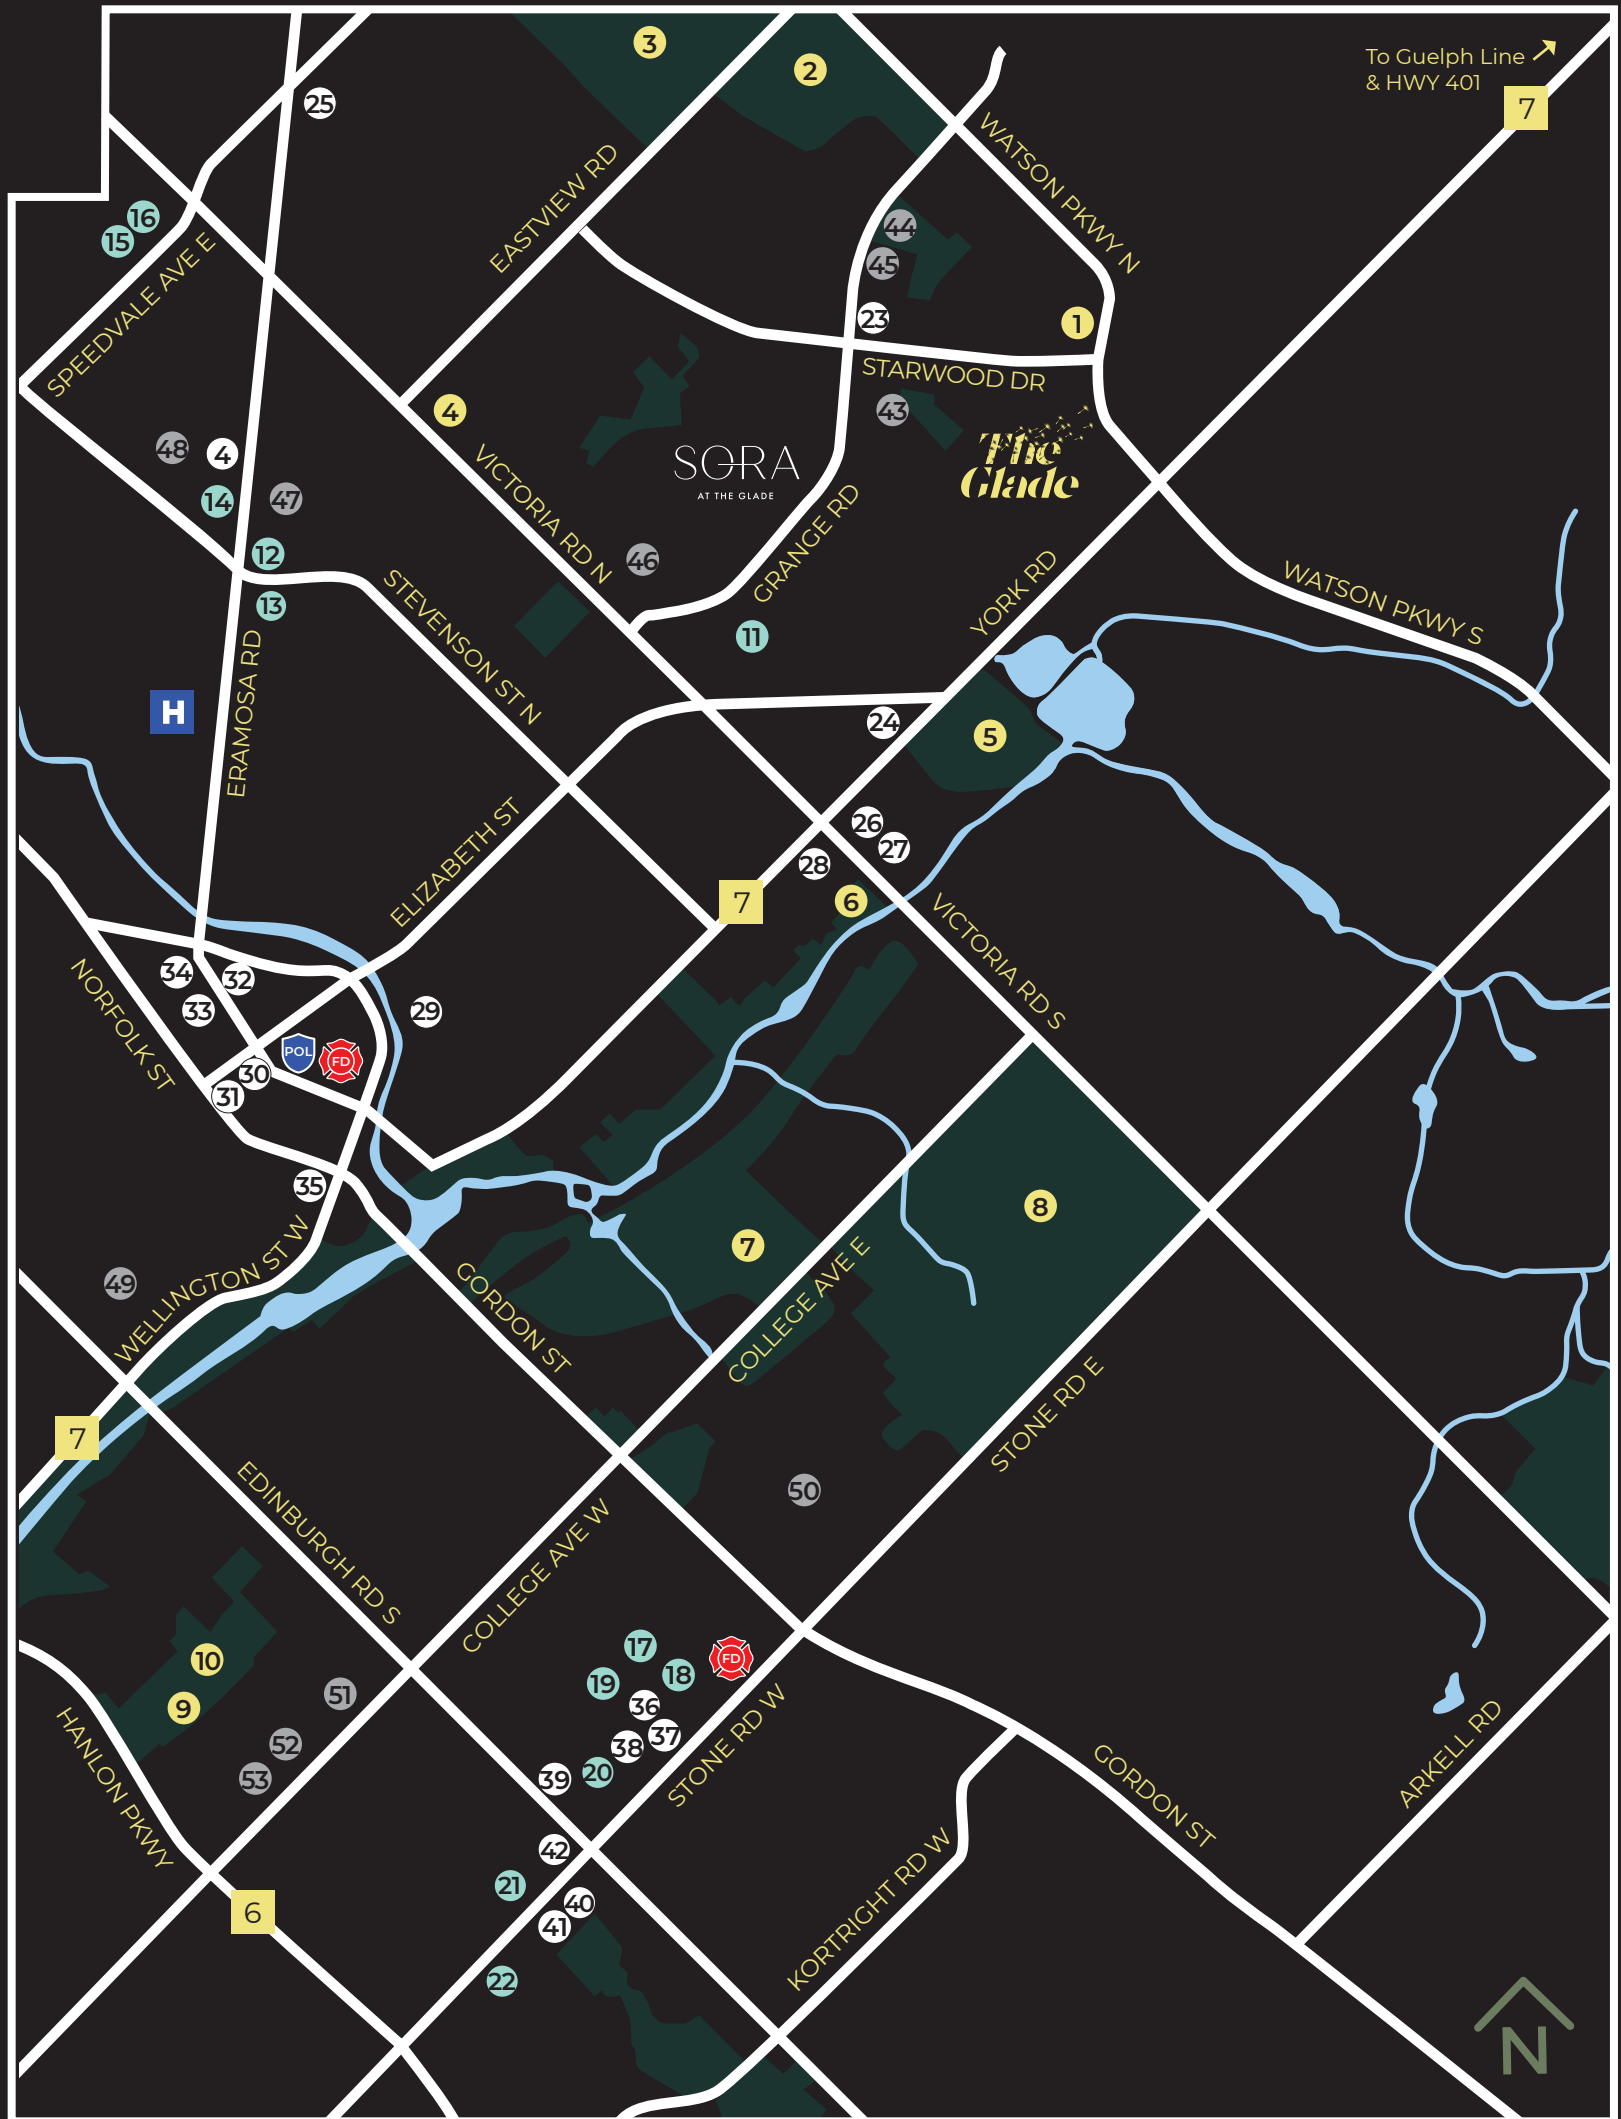 3
2
To Guelph Line
& HWY 401
7
25
WATSON PKWY N
EASTVIEW RD
16
15
44
45
SPEEDVALE AVE E
23
1
STARWOOD DR
4
43
The
Glade
SORA
AT THE GLADE
48
4
VICTORIA RD N
14
47
GRANGE RD
12
46
YORK RD
WATSON PKWY S
13
STEVENSON ST N
11
ERAMOSA RD
H
24
5
26
27
28
ELIZABETH ST
7
6
VICTORIA RD S
34
32
33
29
NORFOLK ST
POL
FD
30
31
35
8
7
WELLINGTON ST W
49
GORDON ST
COLLEGE AVE E
7
STONE RD E
EDINBURGH RD S
50
COLLEGE AVE W
10
9
17
FD
18
19
51
36
37
38
52
53
20
39
STONE RD W
HANLON PKWY
ARKELL RD
GORDON ST
42
21
40
41
6
KORTRIGHT RD W
22
N